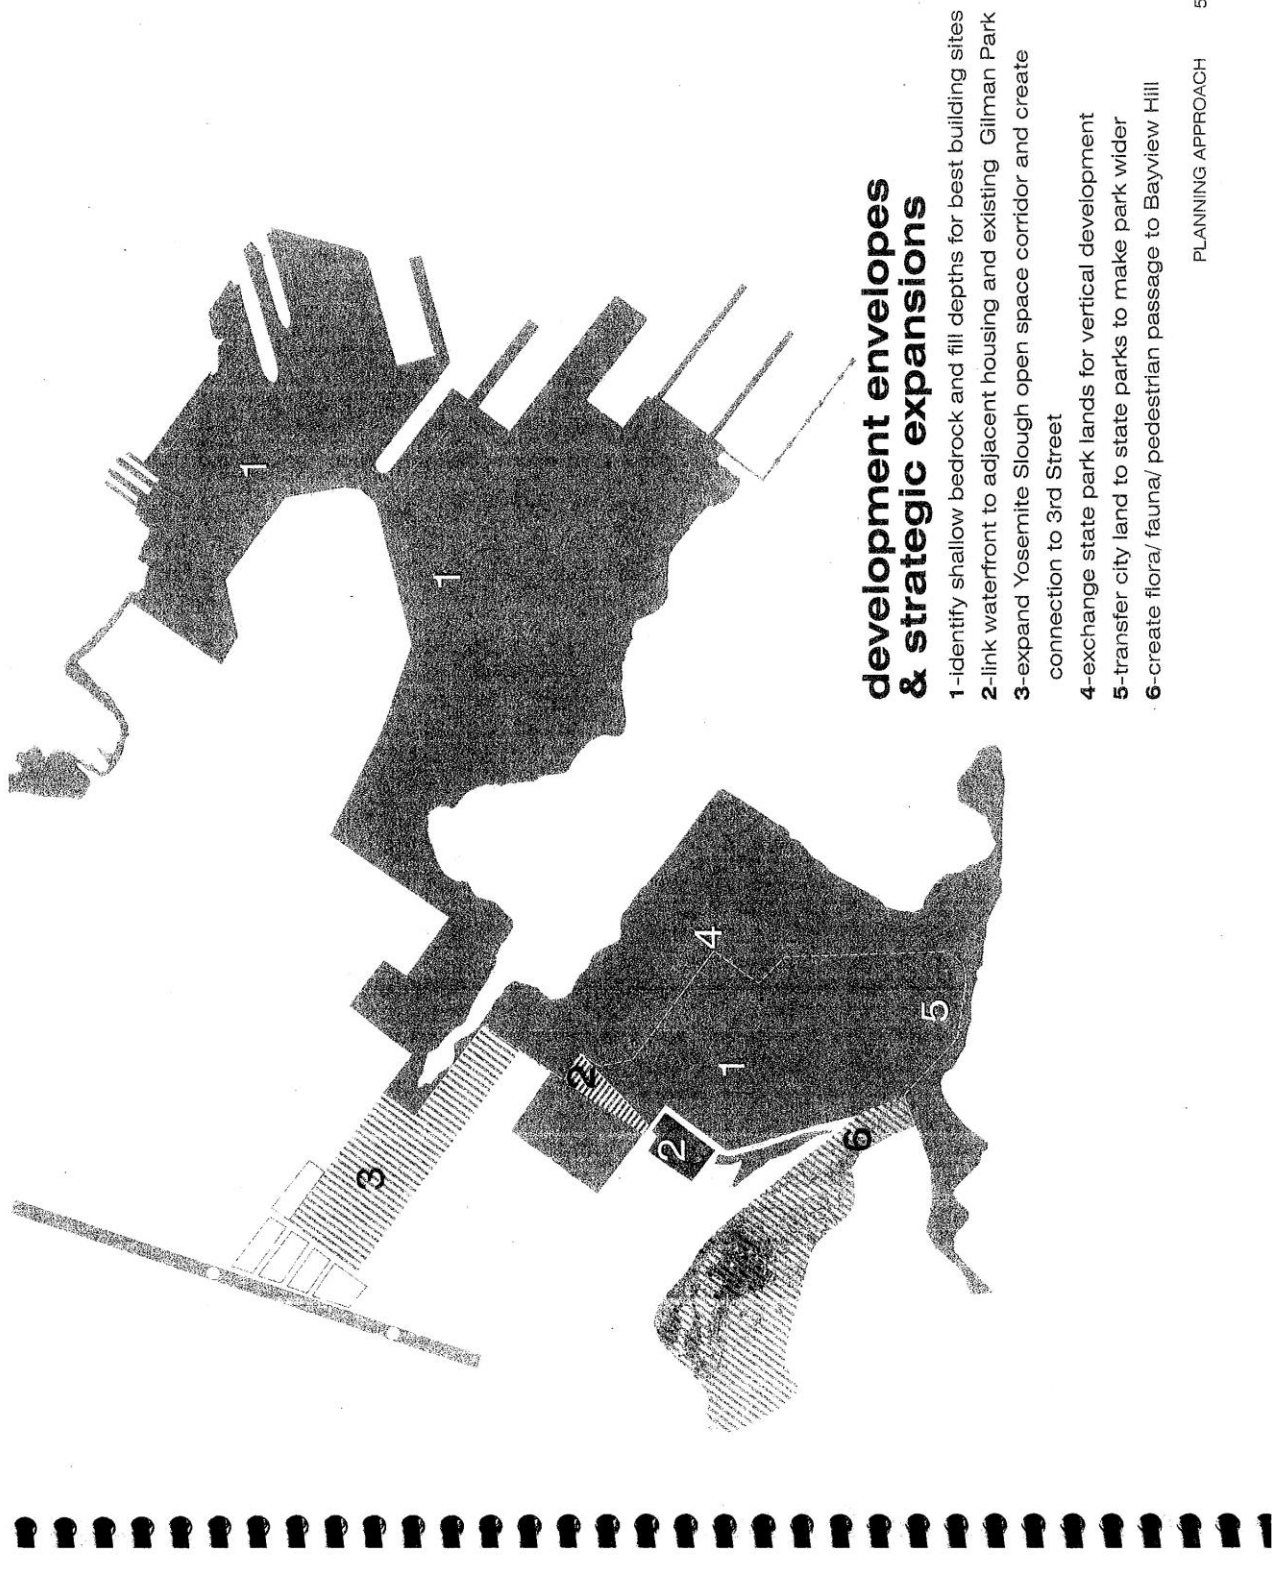 1
1
3
2
2
4
1
5
6
development envelopes
& strategic expansions
1-identify shallow bedrock and fill depths for best building sites
2-link waterfront to adjacent housing and existing Gilman Park
3-expand Yosemite Slough open space corridor and create
connection to 3rd Street
4-exchange state park lands for vertical development
5-transfer city land to state parks to make park wider
6-create flora/ fauna/ pedestrian passage to Bayview Hill
PLANNING APPROACH 5